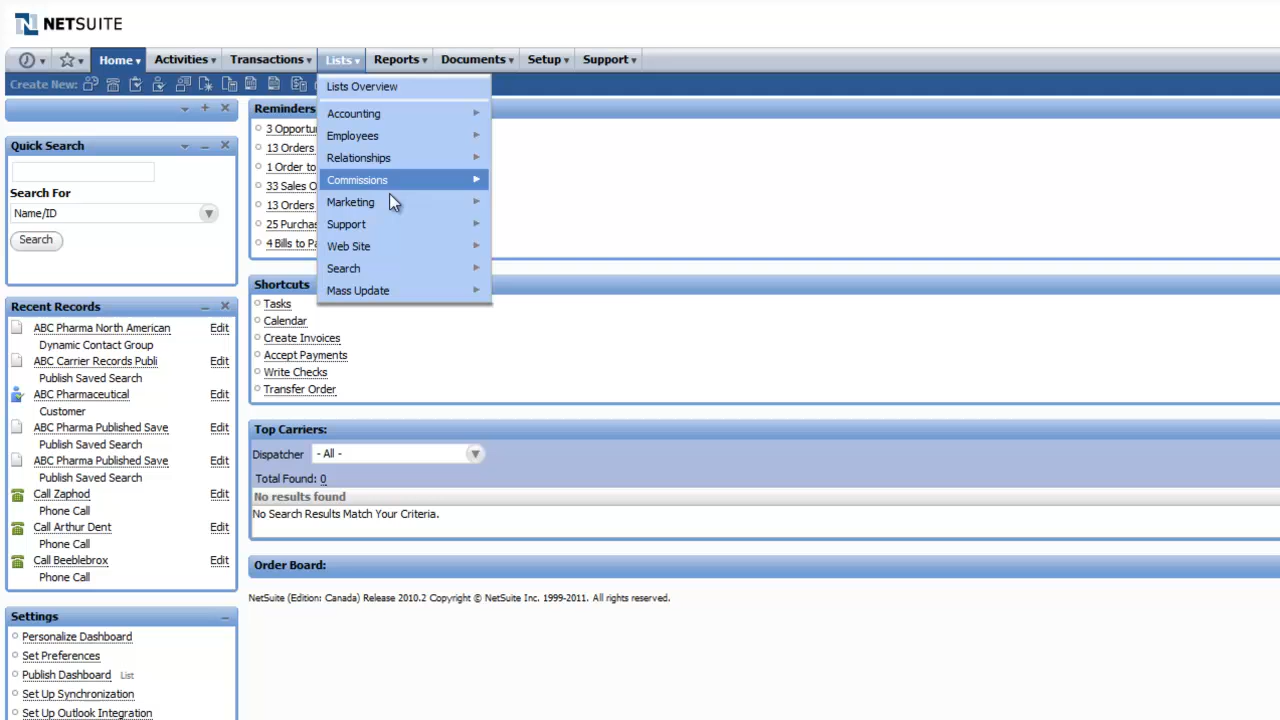 NETSUITE
Home Activities Transactions Lists Reports Documents Setup Support
Create New:
Lists Overview
Accounting
Employees
Relationships
Commissions
Marketing
Support
Web Site
Search
Mass Update
Quick Search
Search For
Name/ID
Search
Recent Records
ABC Pharma North American Edit
Dynamic Contact Group
ABC Carrier Records Publi Edit
Publish Saved Search
ABC Pharmaceutical Edit
Customer
ABC Pharma Published Save Edit
Publish Saved Search
ABC Pharma Published Save Edit
Publish Saved Search
Call Zaphod Edit
Phone Call
Call Arthur Dent Edit
Phone Call
Call Beeblebrox Edit
Phone Call
Settings
Personalize Dashboard
Set Preferences
Publish Dashboard List
Set Up Synchronization
Set Up Outlook Integration
Reminders
3 Opportu
13 Orders
1 Order to
33 Sales O
13 Orders
25 Purchas
4 Bills to Pa
Shortcuts
Tasks
Calendar
Create Invoices
Accept Payments
Write Checks
Transfer Order
Top Carriers:
Dispatcher - All -
Total Found: 0
No results found
No Search Results Match Your Criteria.
Order Board:
NetSuite (Edition: Canada) Release 2010.2 Copyright © NetSuite Inc. 1999-2011. All rights reserved.